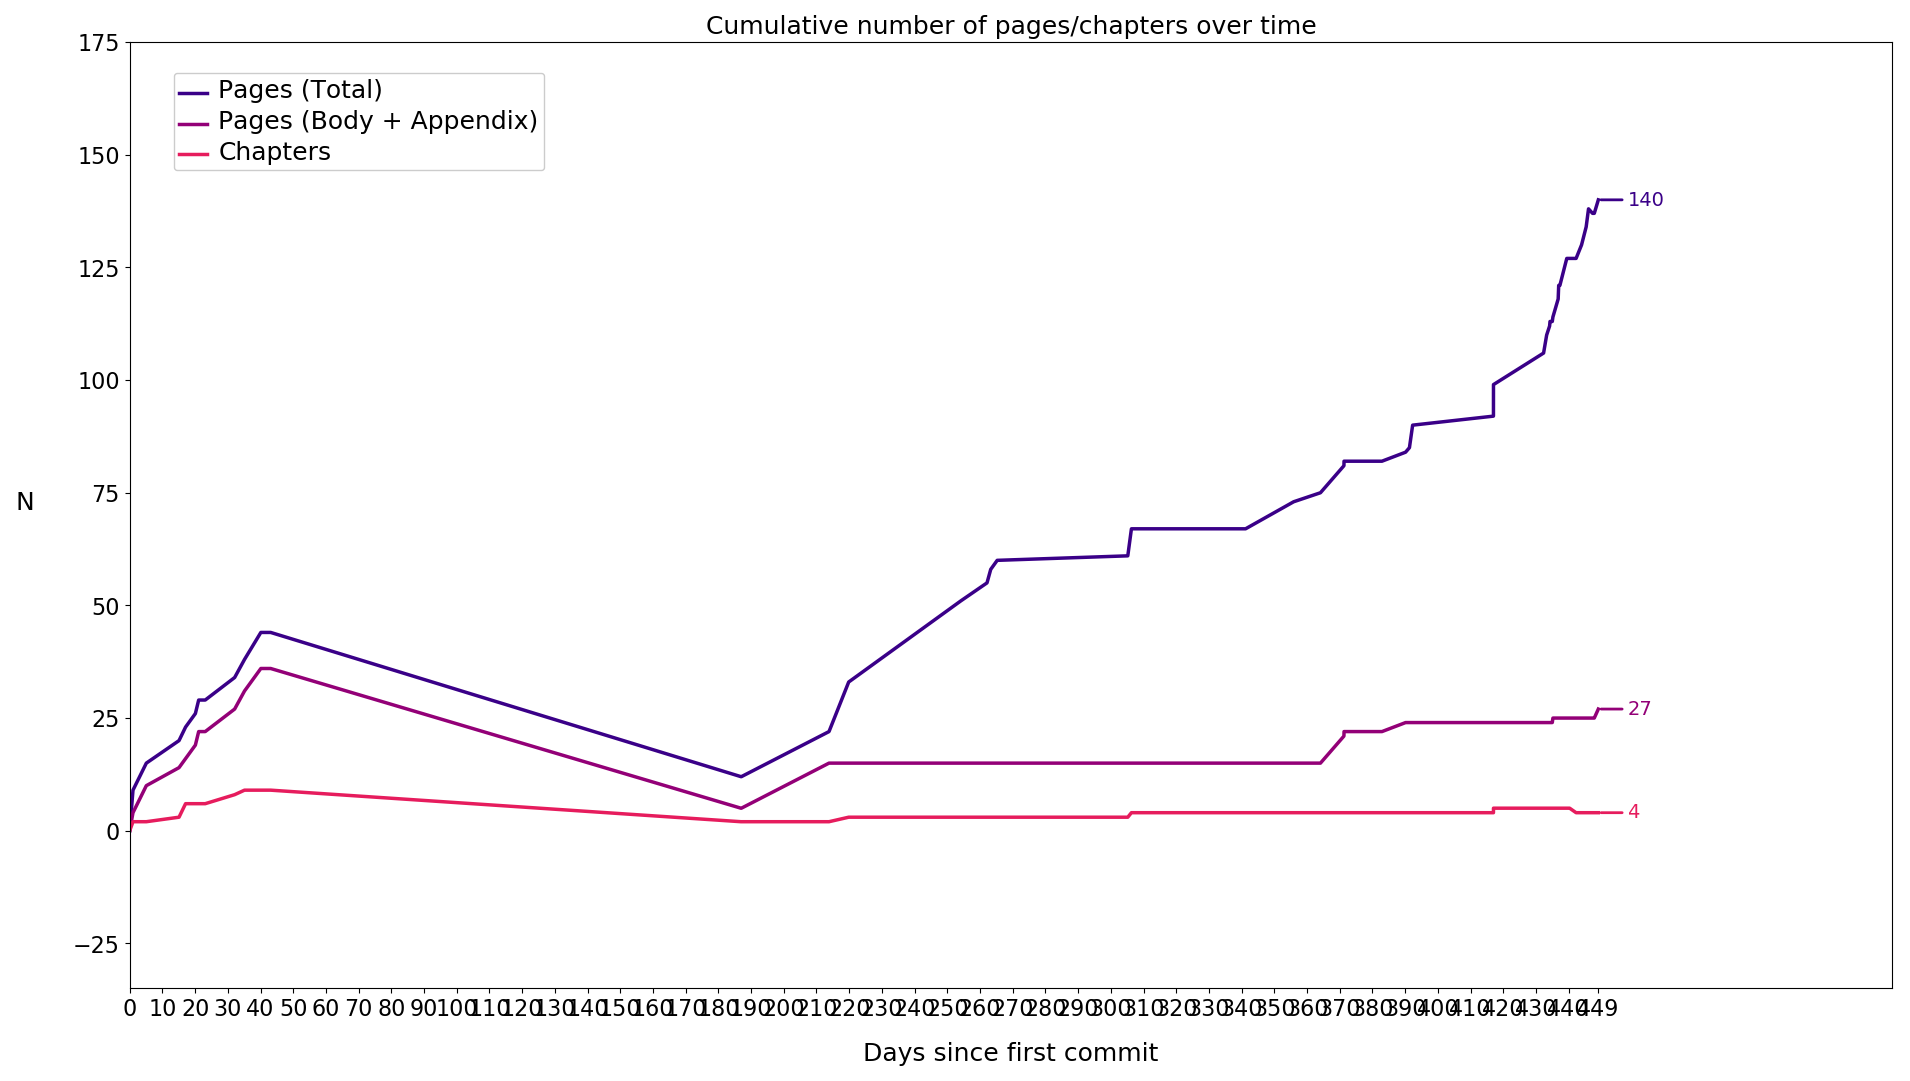 Cumulative number of pages/chapters over time
175
150
125
100
75
50
25
0
−25
N
Pages (Total)
Pages (Body + Appendix)
Chapters
140
27
4
0 10 20 30 40 50 60 70 80 90 100 110 120 130 140 150 160 170 180 190 200 210 220 230 240 250 260 270 280 290 300 310 320 330 340 350 360 370 380 390 400 410 420 430 440 449
Days since first commit